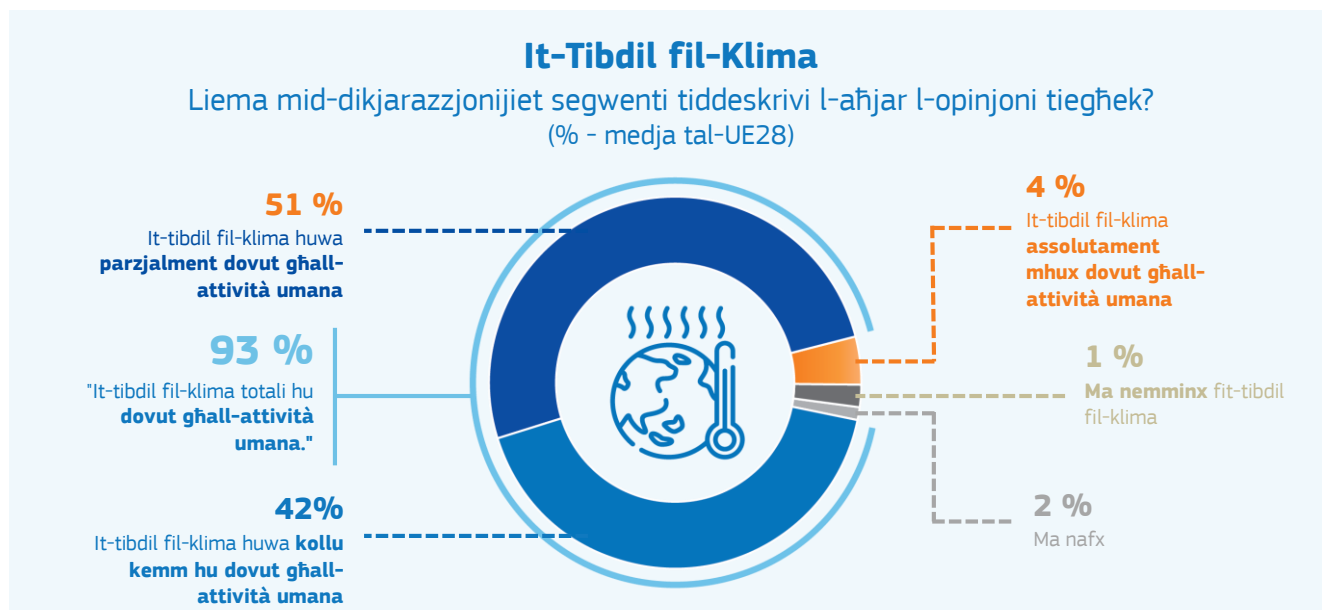 It-Tibdil fil-Klima
Liema mid-dikjarazzjonijiet segwenti tiddeskrivi l-aħjar l-opinjoni tiegħek?
(% - medja tal-UE28)
51 %
It-tibdil fil-klima huwa
parzjalment dovut għall-
attività umana
93 %
"It-tibdil fil-klima totali hu
dovut għall-attività
umana."
42%
It-tibdil fil-klima huwa kollu
kemm hu dovut għall-
attività umana
4 %
It-tibdil fil-klima
assolutament
mhux dovut għall-
attività umana
1 %
Ma nemminx fit-tibdil
fil-klima
2 %
Ma nafx